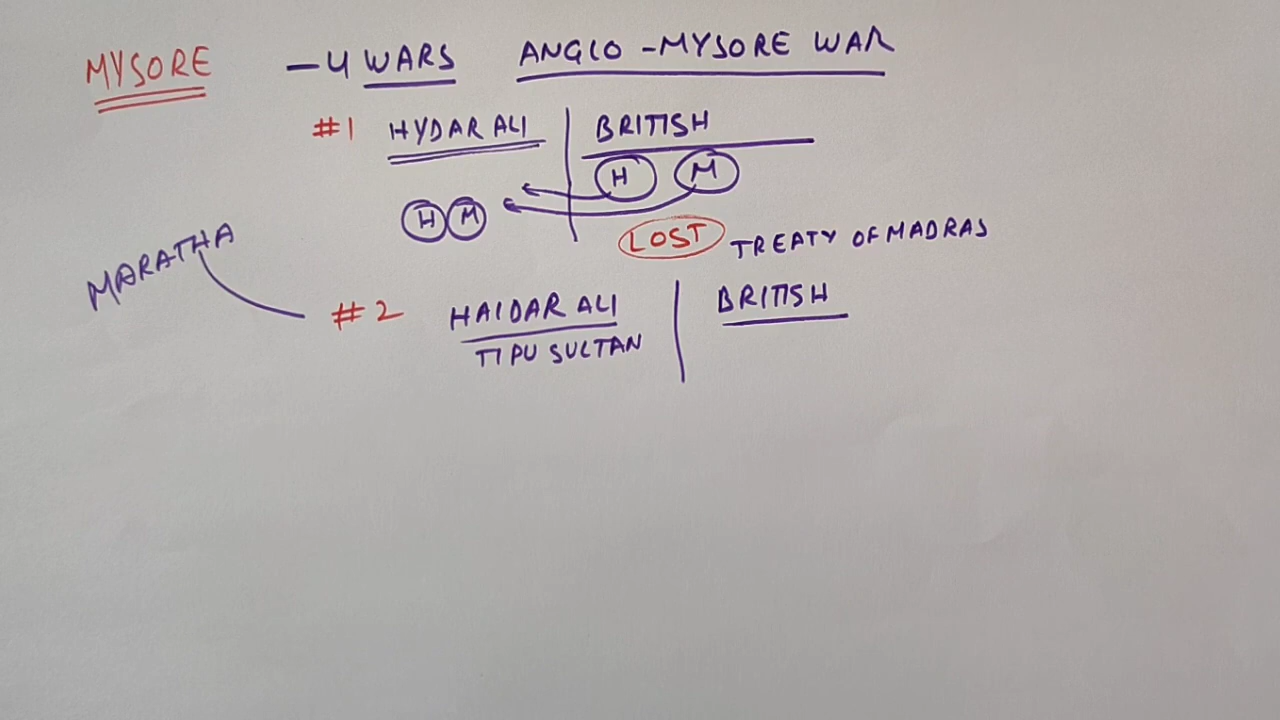 MYSORE - 4 WARS ANGLO-MYSORE WAR
#1 HYDAR ALI BRITISH
H M
H M
LOST TREATY OF MADRAS
MARATHA
#2 HAIDAR ALI BRITISH
TIPU SULTAN